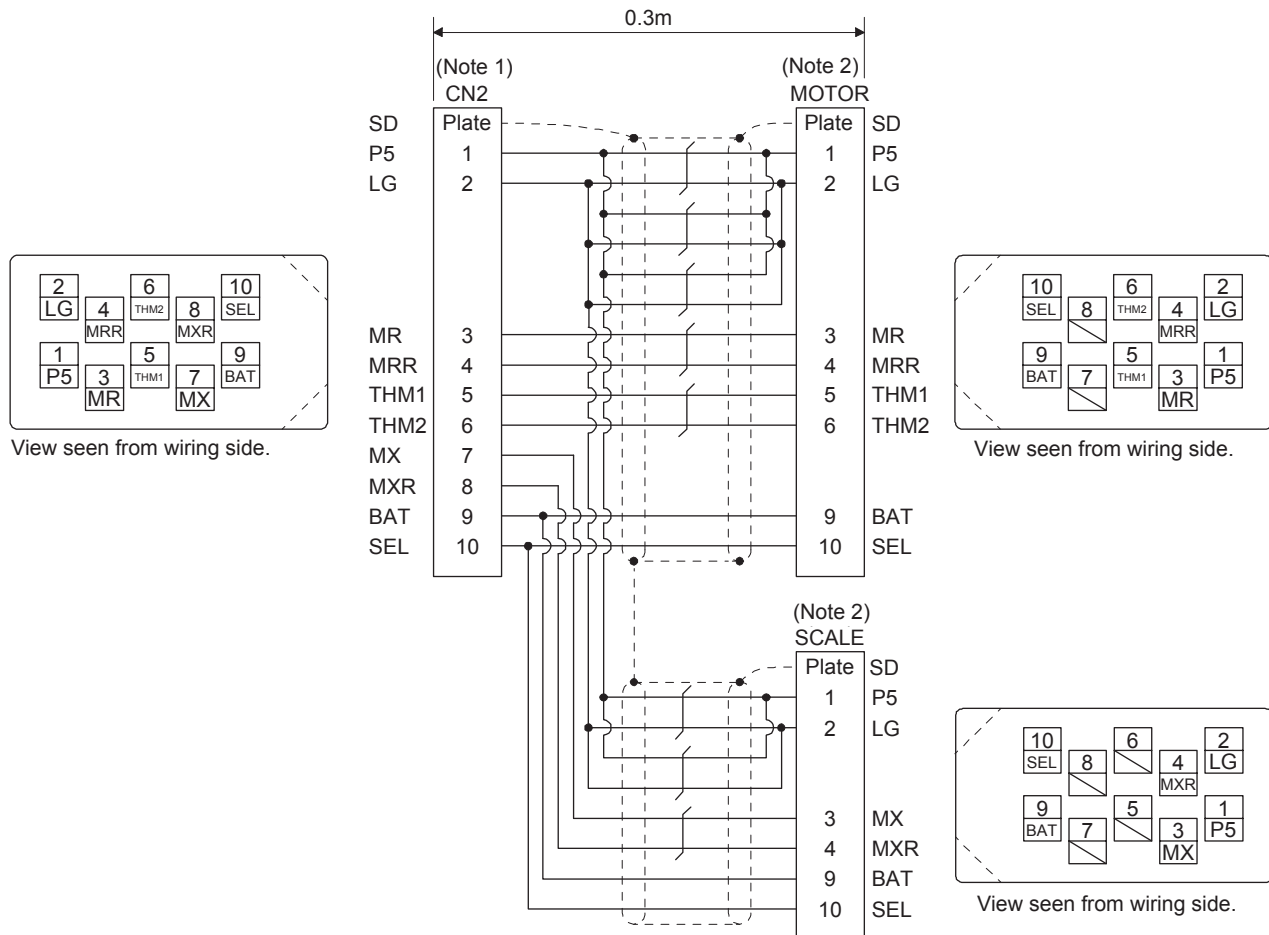 0.3m
(Note 1)
CN2
(Note 2)
MOTOR
SD Plate Plate SD
P5 1 1 P5
LG 2 2 LG
MR 3 3 MR
MRR 4 4 MRR
THM1 5 5 THM1
THM2 6 6 THM2
MX 7
MXR 8
BAT 9 9 BAT
SEL 10 10 SEL
2 6 10
LG 4 THM2 8 SEL
MRR MXR
1 5 9
P5 3 THM1 7 BAT
MR MX
View seen from wiring side.
10 6 2
SEL 8 THM2 4 LG
MRR
9 5 1
BAT 7 THM1 3 P5
MR
View seen from wiring side.
(Note 2)
SCALE
Plate SD
1 P5
2 LG
3 MX
4 MXR
9 BAT
10 SEL
10 6 2
SEL 8 4 LG
MXR
9 5 1
BAT 7 3 P5
MX
View seen from wiring side.